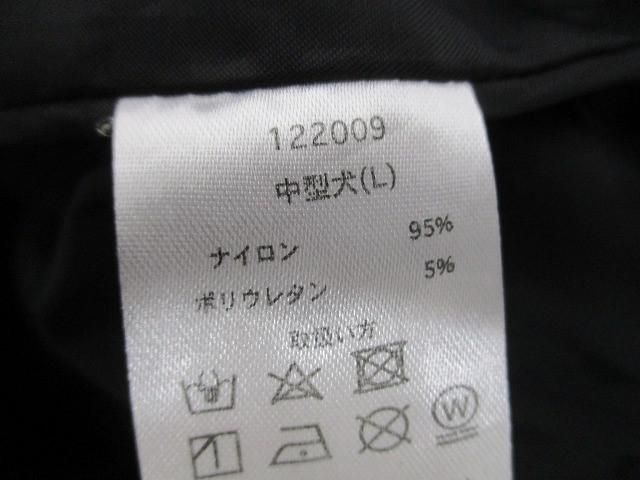 122009
中型犬(L)
ナイロン 95%
ポリウレタン 5%
取扱い方
W